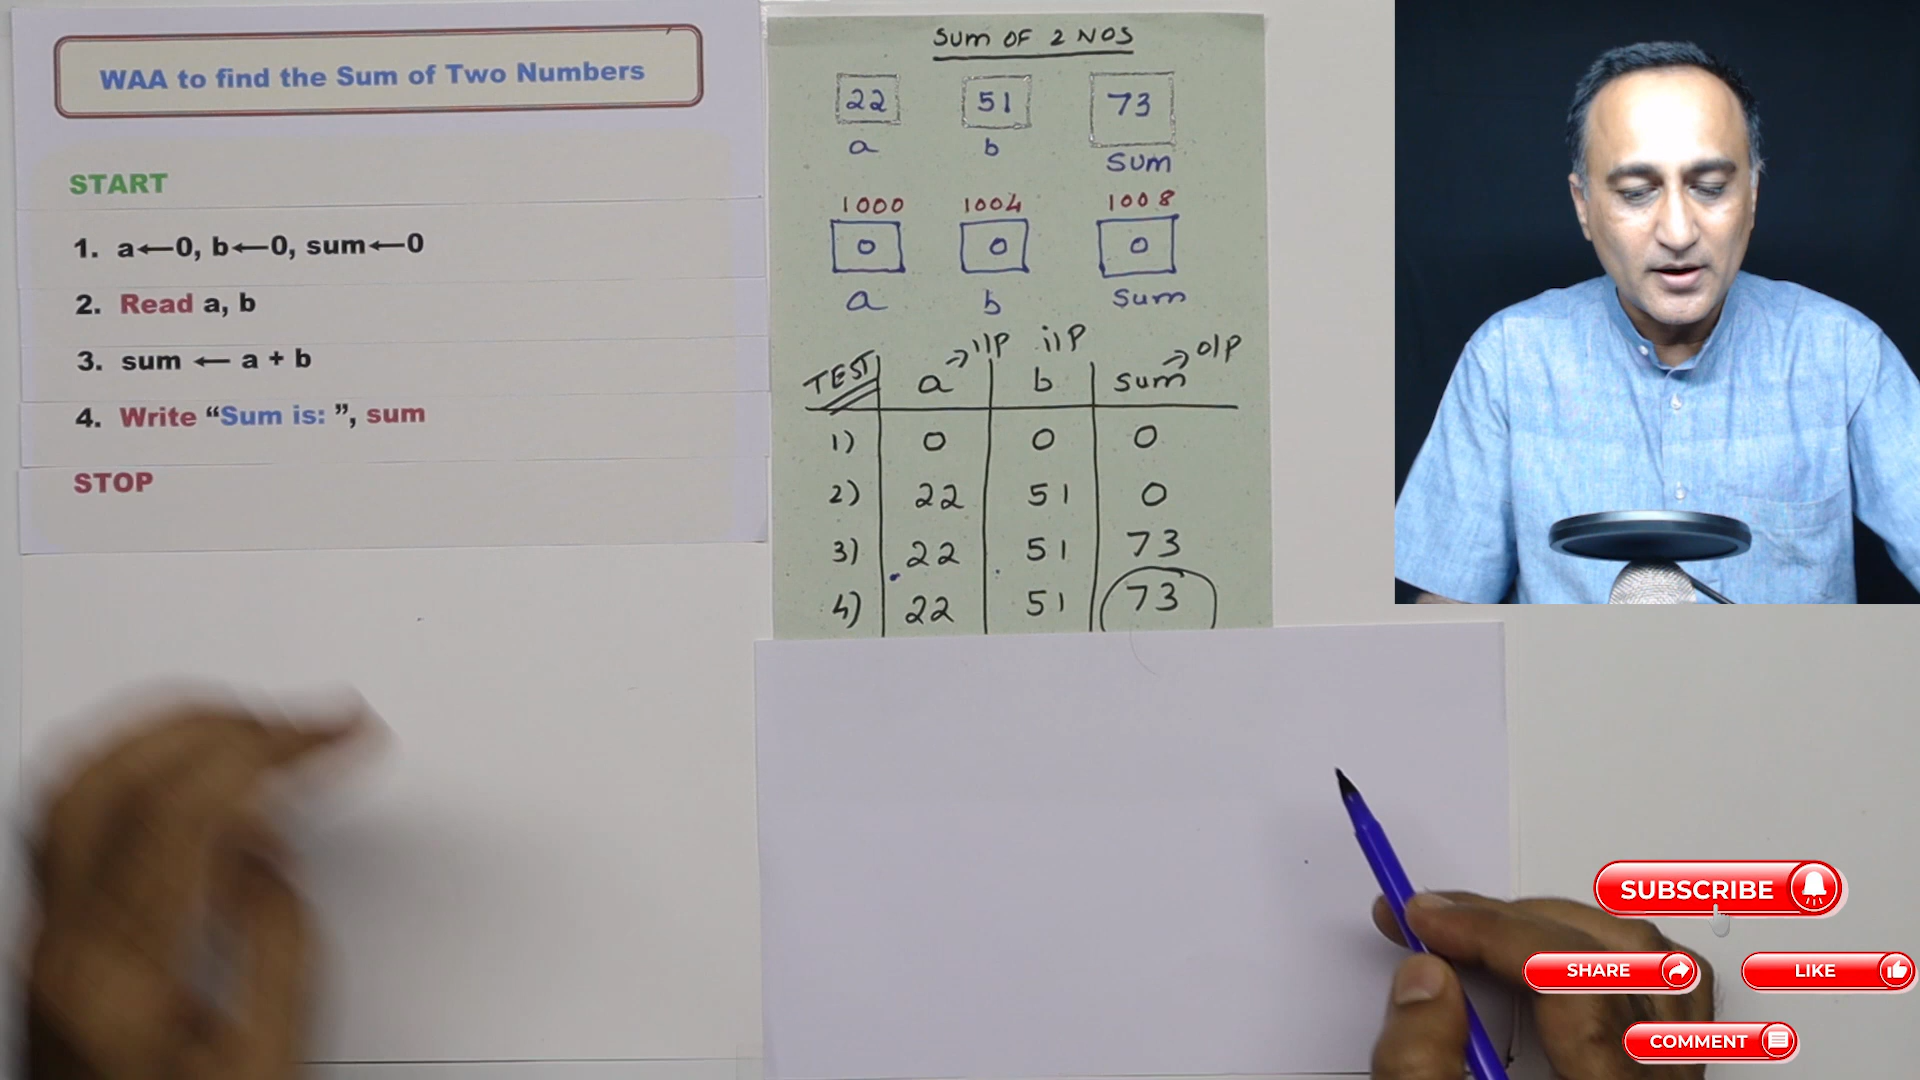 WAA to find the Sum of Two Numbers
START
1. a←0, b←0, sum←0
2. Read a, b
3. sum ← a + b
4. Write “Sum is: ”, sum
STOP
Sum OF 2 NOS
22 51 73
a b Sum
1000 1004 1008
0 0 0
a b Sum
→ i/P i/P → O/P
TEST a b sum
1) 0 0 0
2) 22 51 0
3) 22 51 73
4) 22 51 73
SUBSCRIBE
SHARE LIKE
COMMENT